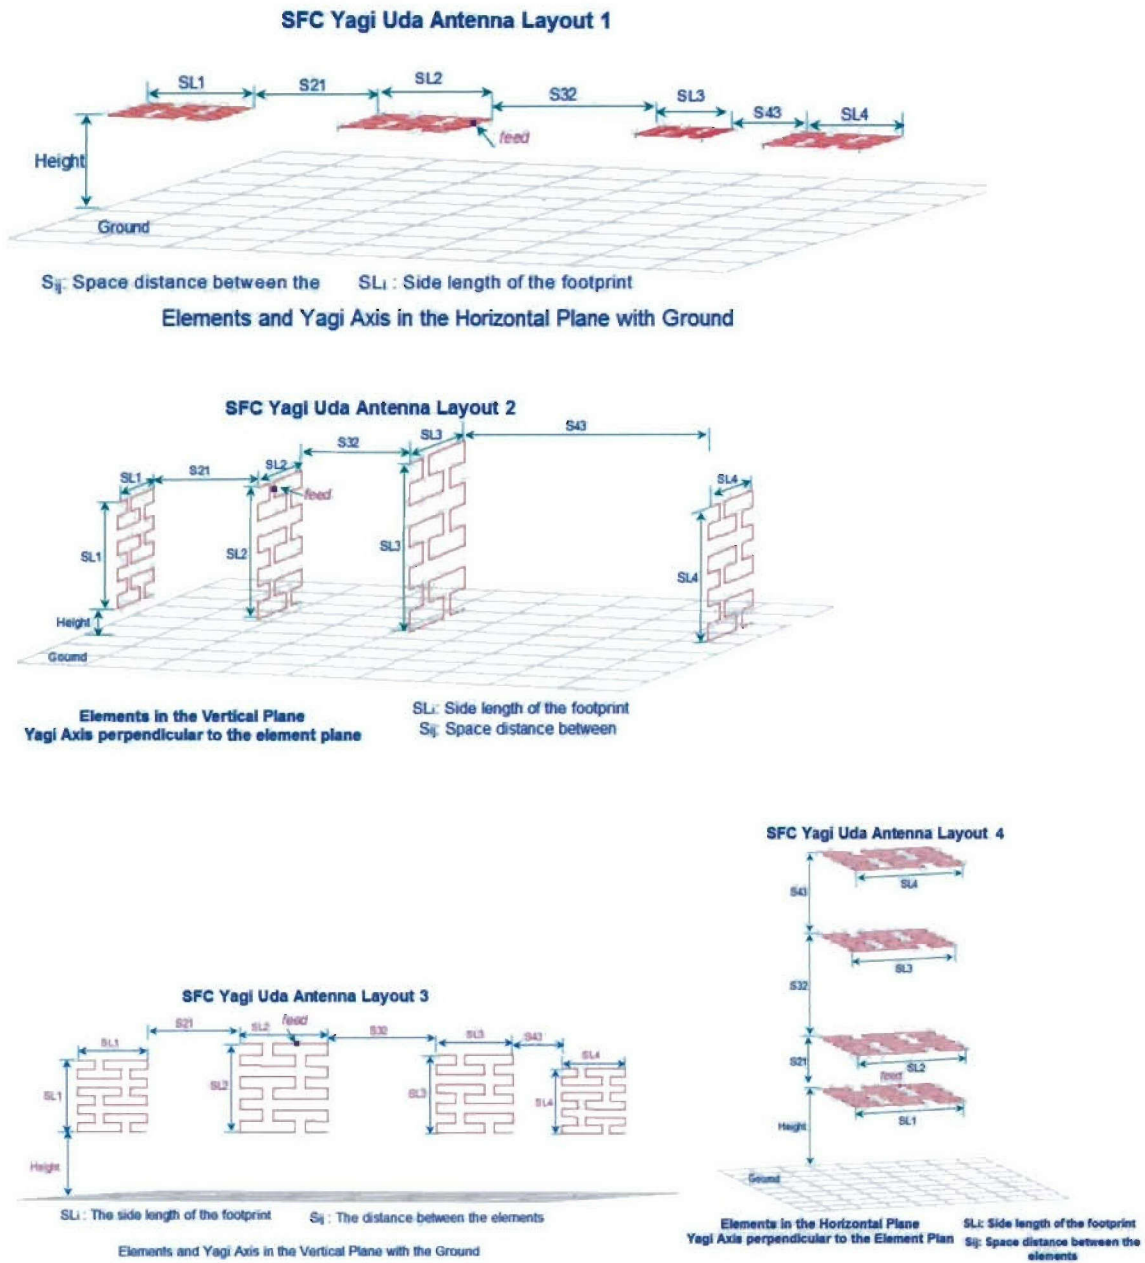 SFC Yagi Uda Antenna Layout 1
SL1
S21
SL2
S32
SL3
S43
SL4
feed
Height
Ground
Sij: Space distance between the
SLi : Side length of the footprint
Elements and Yagi Axis in the Horizontal Plane with Ground
SFC Yagi Uda Antenna Layout 2
SL1
S21
SL2
S32
SL3
S43
SL4
feed
SL1
SL2
SL3
SL4
Height
Gound
Elements in the Vertical Plane
Yagi Axis perpendicular to the element plane
SLi: Side length of the footprint
Sij: Space distance between
SFC Yagi Uda Antenna Layout 3
SL1
S21
SL2
feed
S32
SL3
S43
SL4
SL1
SL2
SL3
SL4
Height
SLi : The side length of the footprint
Sij : The distance between the elements
Elements and Yagi Axis in the Vertical Plane with the Ground
SFC Yagi Uda Antenna Layout 4
S43
SL4
S32
SL3
S21
SL2
feed
SL1
Height
Gound
Elements in the Horizontal Plane
Yagi Axis perpendicular to the Element Plan
SLi: Side length of the footprint
Sij: Space distance between the
elements